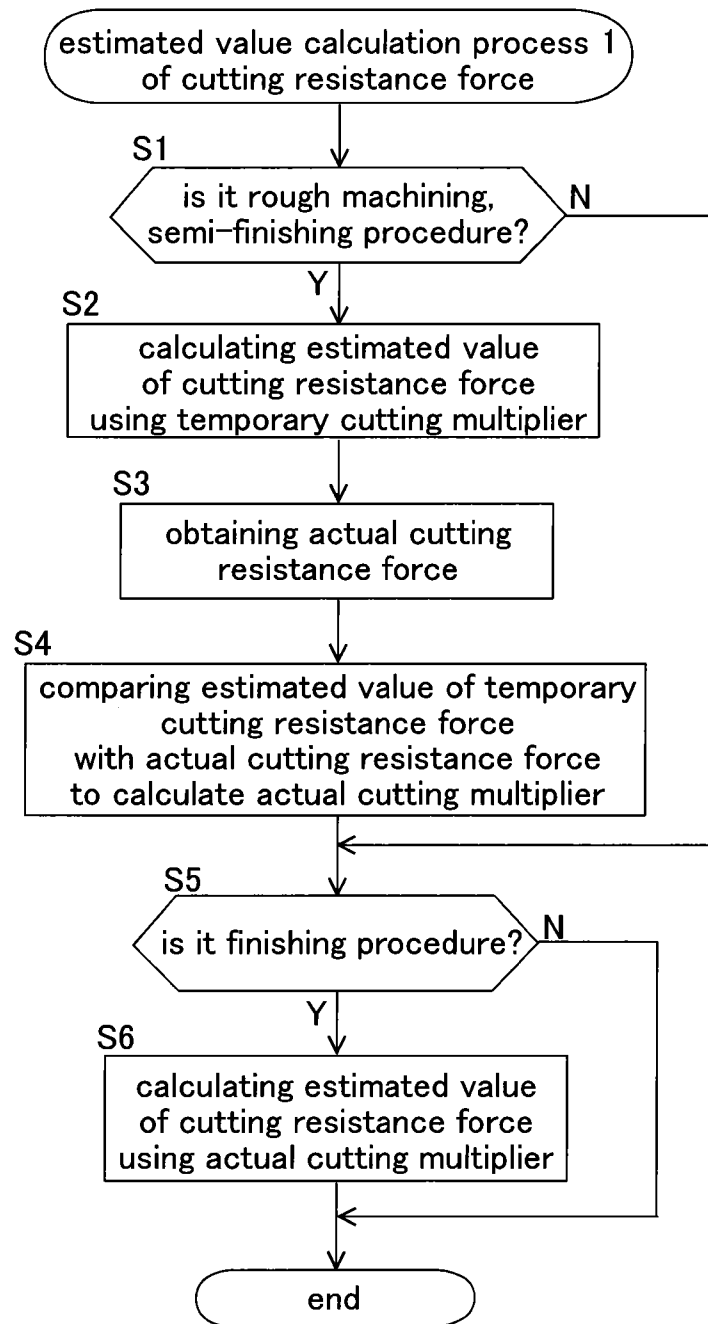 estimated value calculation process 1
of cutting resistance force
S1
is it rough machining,
semi-finishing procedure?
N
Y
S2
calculating estimated value
of cutting resistance force
using temporary cutting multiplier
S3
obtaining actual cutting
resistance force
S4
comparing estimated value of temporary
cutting resistance force
with actual cutting resistance force
to calculate actual cutting multiplier
S5
is it finishing procedure?
N
Y
S6
calculating estimated value
of cutting resistance force
using actual cutting multiplier
end